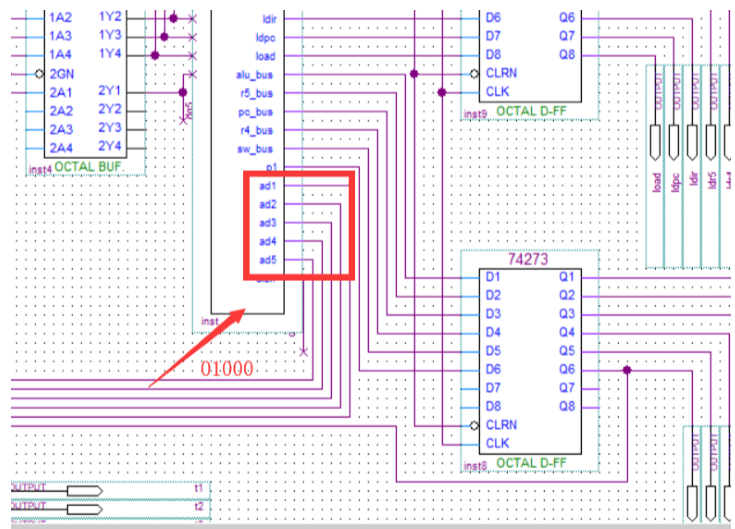 1A2 1Y2
1A3 1Y3
1A4 1Y4
2GN
2A1 2Y1
2A2 2Y2
2A3 2Y3
2A4 2Y4
inst4 OCTAL BUF.
ldir
ldpc
load
alu_bus
r5_bus
pc_bus
r4_bus
sw_bus
p1
ad1
ad2
ad3
ad4
ad5
inst
01000
D6 Q6
D7 Q7
D8 Q8
CLRN
CLK
inst9 OCTAL D-FF
OUTPUT
OUTPUT
OUTPUT
OUTPUT
load
ldpc
ldir
ldr5
74273
D1 Q1
D2 Q2
D3 Q3
D4 Q4
D5 Q5
D6 Q6
D7 Q7
D8 Q8
CLRN
CLK
inst8 OCTAL D-FF
OUTPUT
OUTPUT
OUTPUT t1
OUTPUT t2